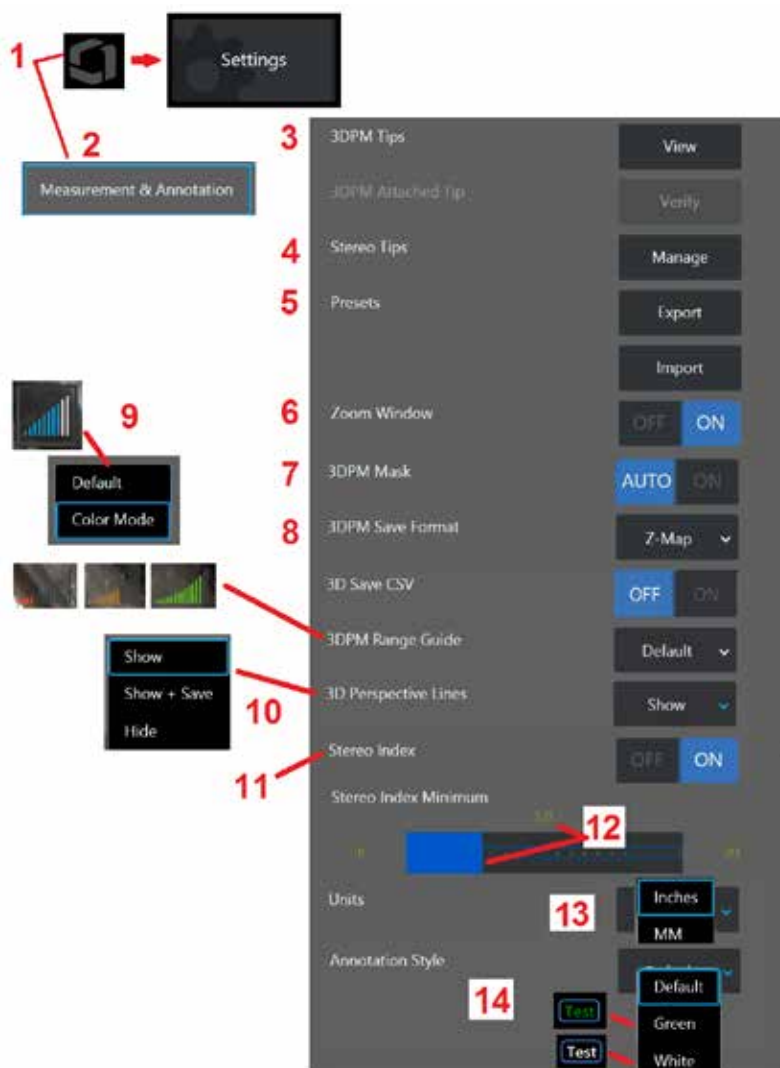 1
Settings
2
Measurement & Annotation
3 3DPM Tips View
3DPM Attached Tip Verify
4 Stereo Tips Manage
5 Presets Export
Import
6 Zoom Window OFF ON
7 3DPM Mask AUTO ON
8 3DPM Save Format Z-Map
9
Default
Color Mode
3D Save CSV OFF ON
3DPM Range Guide Default
10
Show
Show + Save
Hide
3D Perspective Lines Show
11 Stereo Index OFF ON
Stereo Index Minimum
12
Units 13 Inches
MM
Annotation Style
14
Default
Test Green
Test White